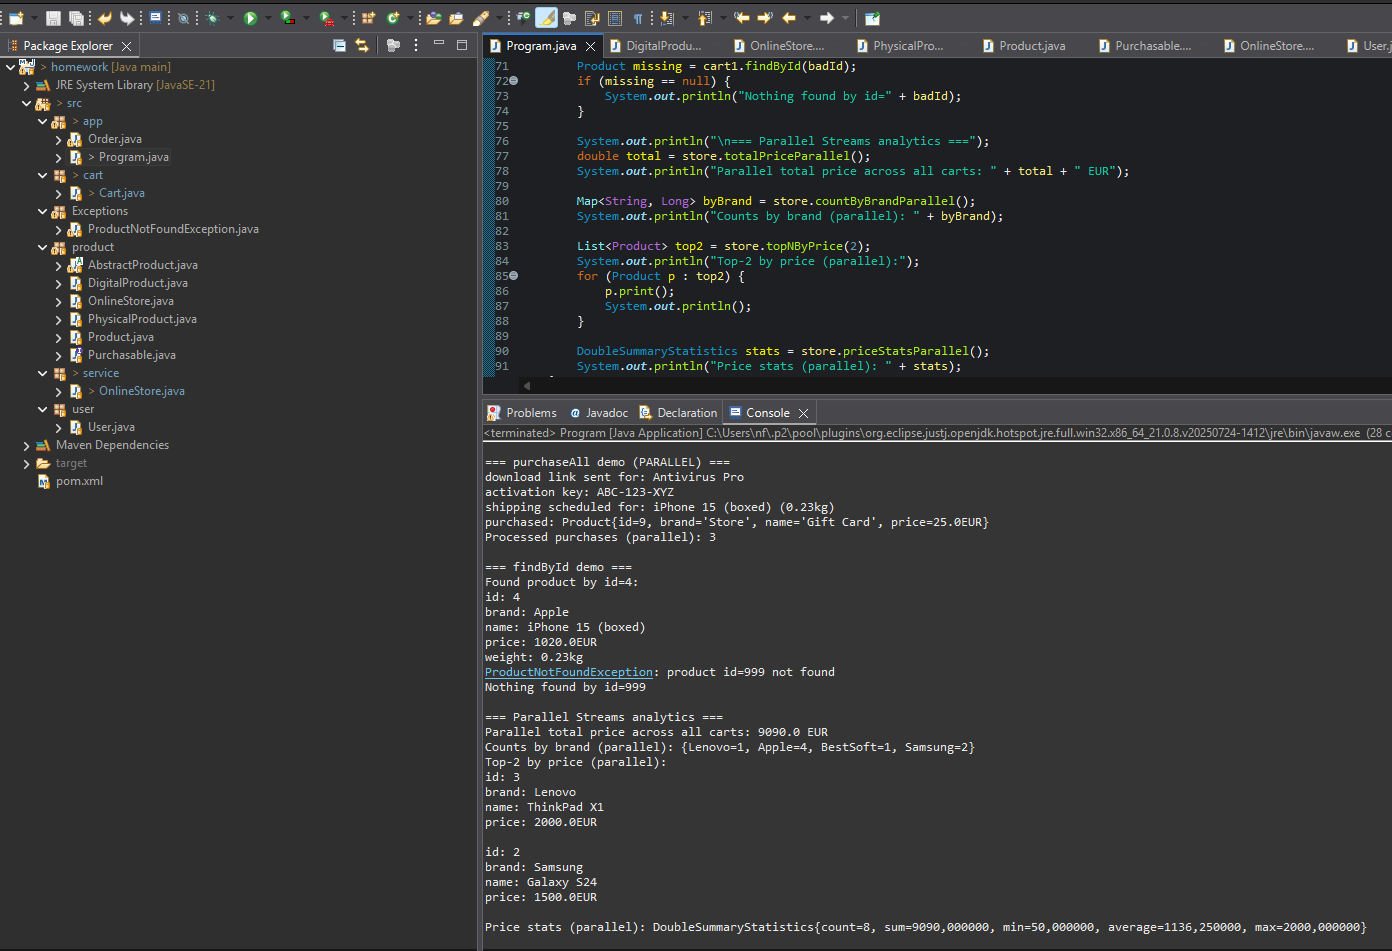 Package Explorer
homework [Java main]
JRE System Library [JavaSE-21]
> src
> app
Order.java
> Program.java
> cart
> Cart.java
Exceptions
ProductNotFoundException.java
product
AbstractProduct.java
DigitalProduct.java
OnlineStore.java
PhysicalProduct.java
Product.java
Purchasable.java
> service
> OnlineStore.java
user
User.java
Maven Dependencies
target
pom.xml
Program.java DigitalProdu... OnlineStore.... PhysicalPro... Product.java Purchasable.... OnlineStore.... User.j
71 Product missing = cart1.findById(badId);
72 if (missing == null) {
73 System.out.println("Nothing found by id=" + badId);
74 }
75
76 System.out.println("\n=== Parallel Streams analytics ===");
77 double total = store.totalPriceParallel();
78 System.out.println("Parallel total price across all carts: " + total + " EUR");
79
80 Map<String, Long> byBrand = store.countByBrandParallel();
81 System.out.println("Counts by brand (parallel): " + byBrand);
82
83 List<Product> top2 = store.topNByPrice(2);
84 System.out.println("Top-2 by price (parallel):");
85 for (Product p : top2) {
86 p.print();
87 System.out.println();
88 }
89
90 DoubleSummaryStatistics stats = store.priceStatsParallel();
91 System.out.println("Price stats (parallel): " + stats);
Problems Javadoc Declaration Console
<terminated> Program [Java Application] C:\Users\nf\.p2\pool\plugins\org.eclipse.justj.openjdk.hotspot.jre.full.win32.x86_64_21.0.8.v20250724-1412\jre\bin\javaw.exe (28 c
=== purchaseAll demo (PARALLEL) ===
download link sent for: Antivirus Pro
activation key: ABC-123-XYZ
shipping scheduled for: iPhone 15 (boxed) (0.23kg)
purchased: Product{id=9, brand='Store', name='Gift Card', price=25.0EUR}
Processed purchases (parallel): 3

=== findById demo ===
Found product by id=4:
id: 4
brand: Apple
name: iPhone 15 (boxed)
price: 1020.0EUR
weight: 0.23kg
ProductNotFoundException: product id=999 not found
Nothing found by id=999

=== Parallel Streams analytics ===
Parallel total price across all carts: 9090.0 EUR
Counts by brand (parallel): {Lenovo=1, Apple=4, BestSoft=1, Samsung=2}
Top-2 by price (parallel):
id: 3
brand: Lenovo
name: ThinkPad X1
price: 2000.0EUR

id: 2
brand: Samsung
name: Galaxy S24
price: 1500.0EUR

Price stats (parallel): DoubleSummaryStatistics{count=8, sum=9090,000000, min=50,000000, average=1136,250000, max=2000,000000}